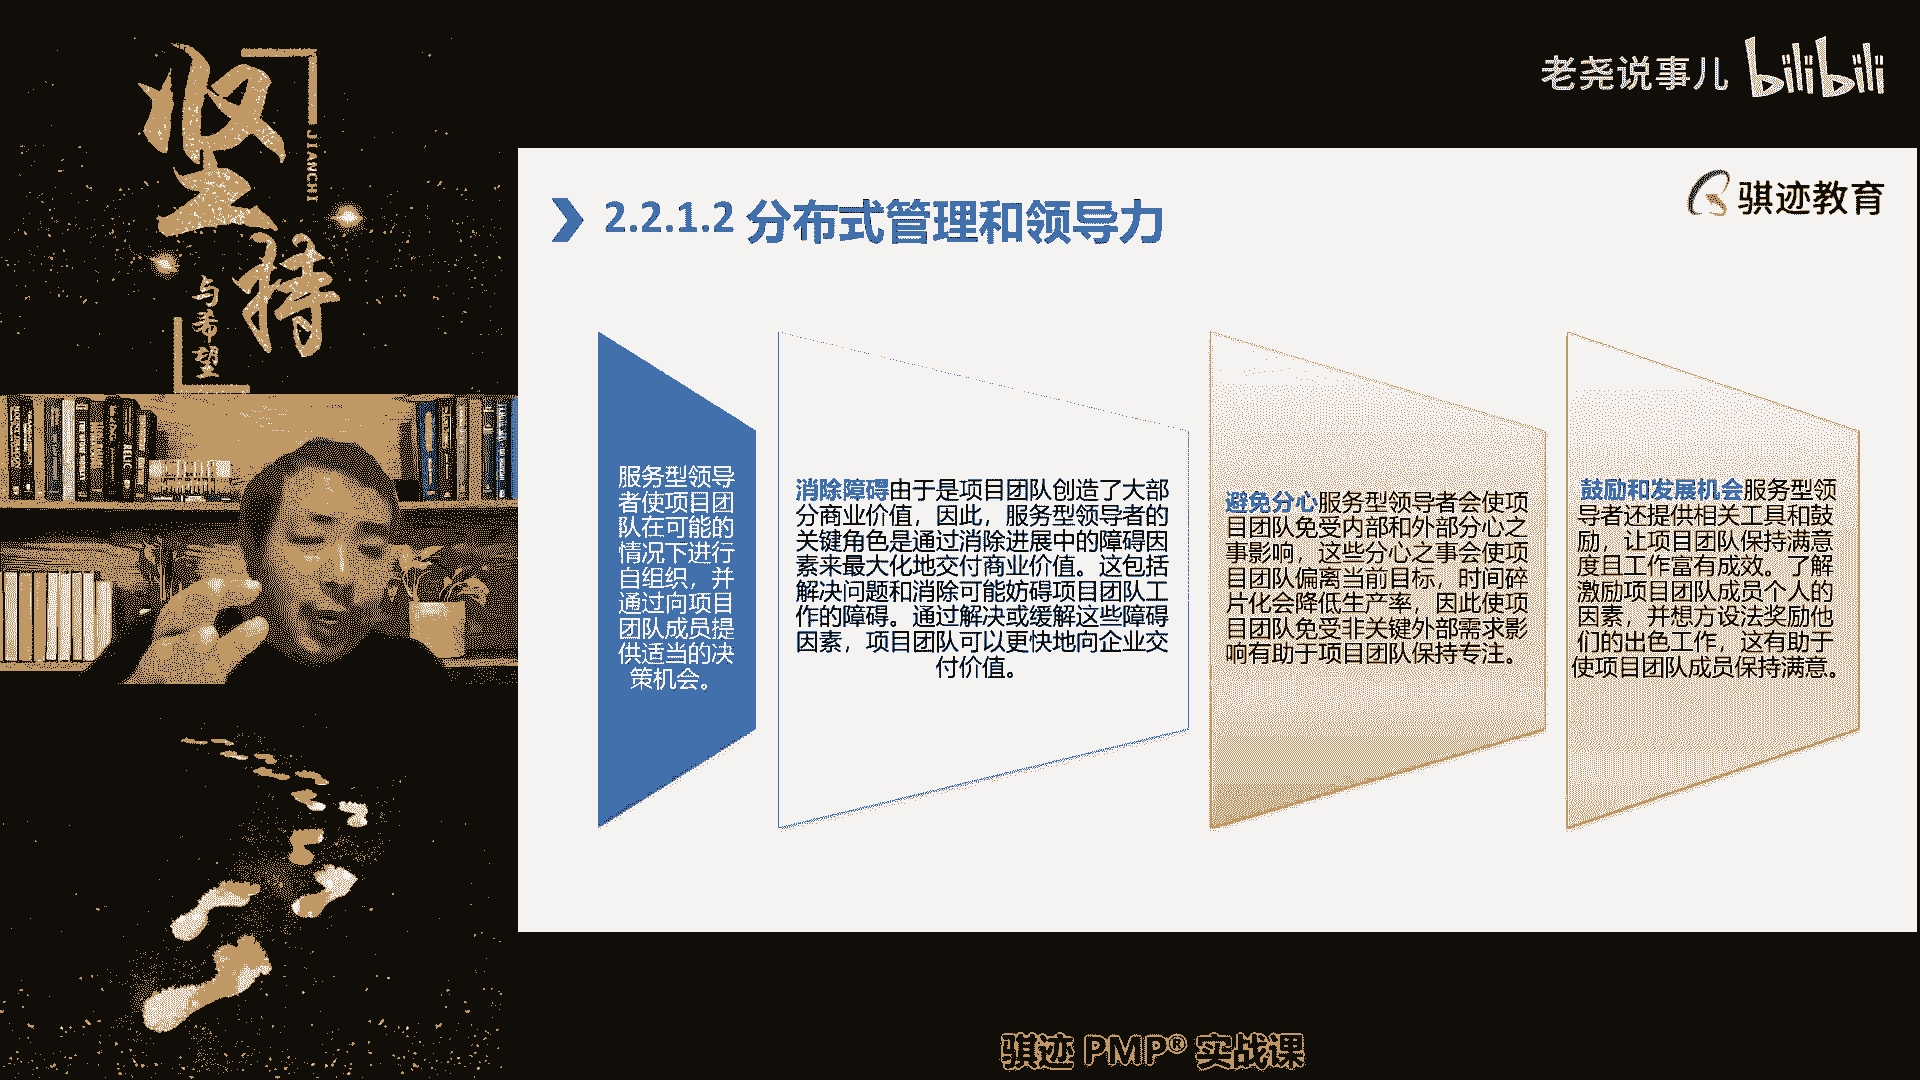 坚持
JIANCHI
与希望
老尧说事儿 bilibili
骐迹教育
2.2.1.2 分布式管理和领导力
服务型领导
者使项目团
队在可能的
情况下进行
自组织，并
通过向项目
团队成员提
供适当的决
策机会。
消除障碍由于是项目团队创造了大部
分商业价值，因此，服务型领导者的
关键角色是通过消除进展中的障碍因
素来最大化地交付商业价值。这包括
解决问题和消除可能妨碍项目团队工
作的障碍。通过解决或缓解这些障碍
因素，项目团队可以更快地向企业交
付价值。
避免分心服务型领导者会使项
目团队免受内部和外部分心之
事影响，这些分心之事会使项
目团队偏离当前目标，时间碎
片化会降低生产率，因此使项
目团队免受非关键外部需求影
响有助于项目团队保持专注。
鼓励和发展机会服务型领
导者还提供相关工具和鼓
励，让项目团队保持满意
度且工作富有成效。了解
激励项目团队成员个人的
因素，并想方设法奖励他
们的出色工作，这有助于
使项目团队成员保持满意。
骐迹 PMP® 实战课